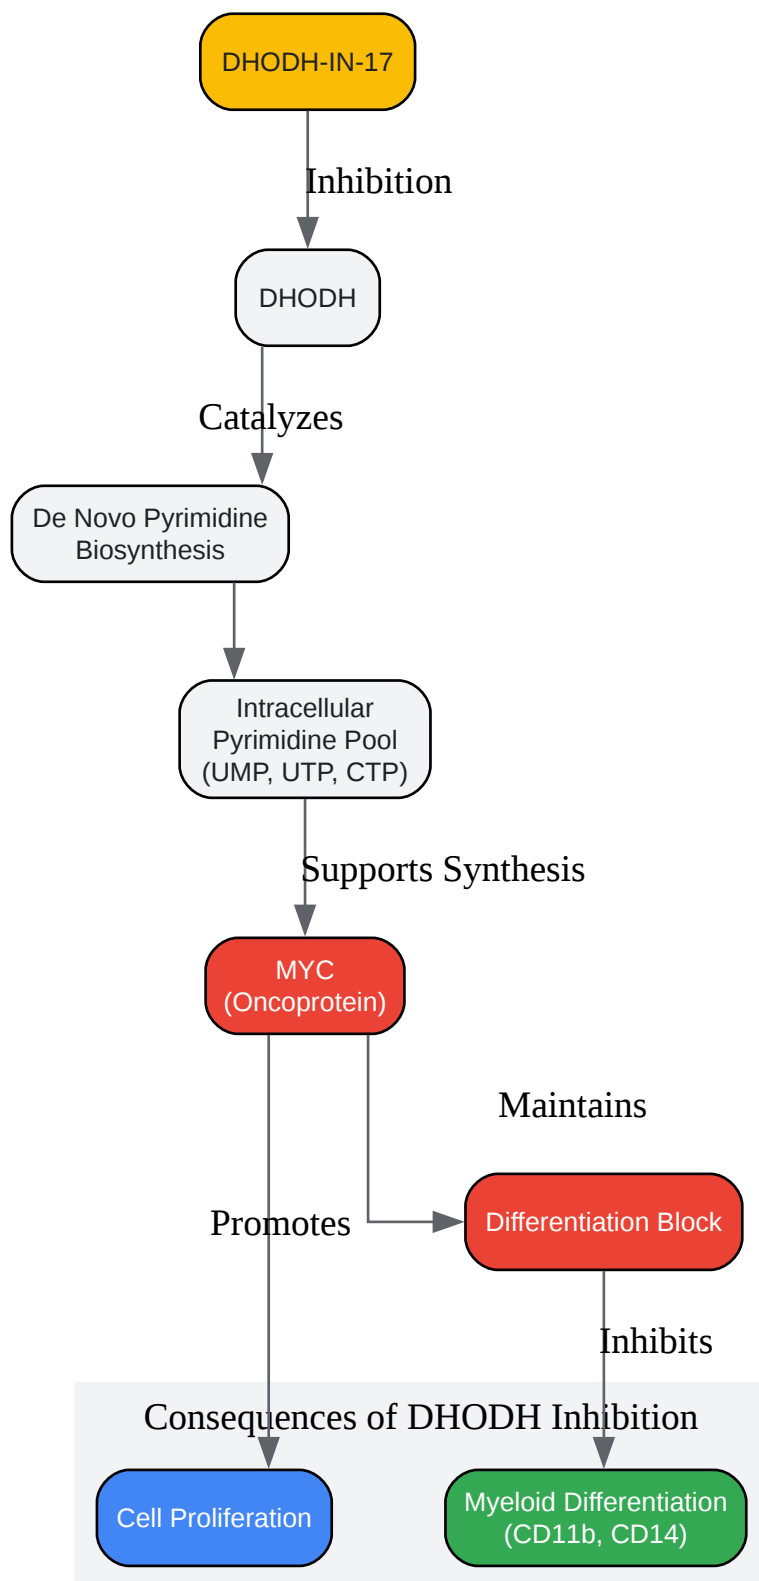 DHODH-IN-17
Inhibition
DHODH
Catalyzes
De Novo Pyrimidine
Biosynthesis
Intracellular
Pyrimidine Pool
(UMP, UTP, CTP)
Supports Synthesis
MYC
(Oncoprotein)
Maintains
Promotes
Differentiation Block
Inhibits
Consequences of DHODH Inhibition
Cell Proliferation
Myeloid Differentiation
(CD11b, CD14)